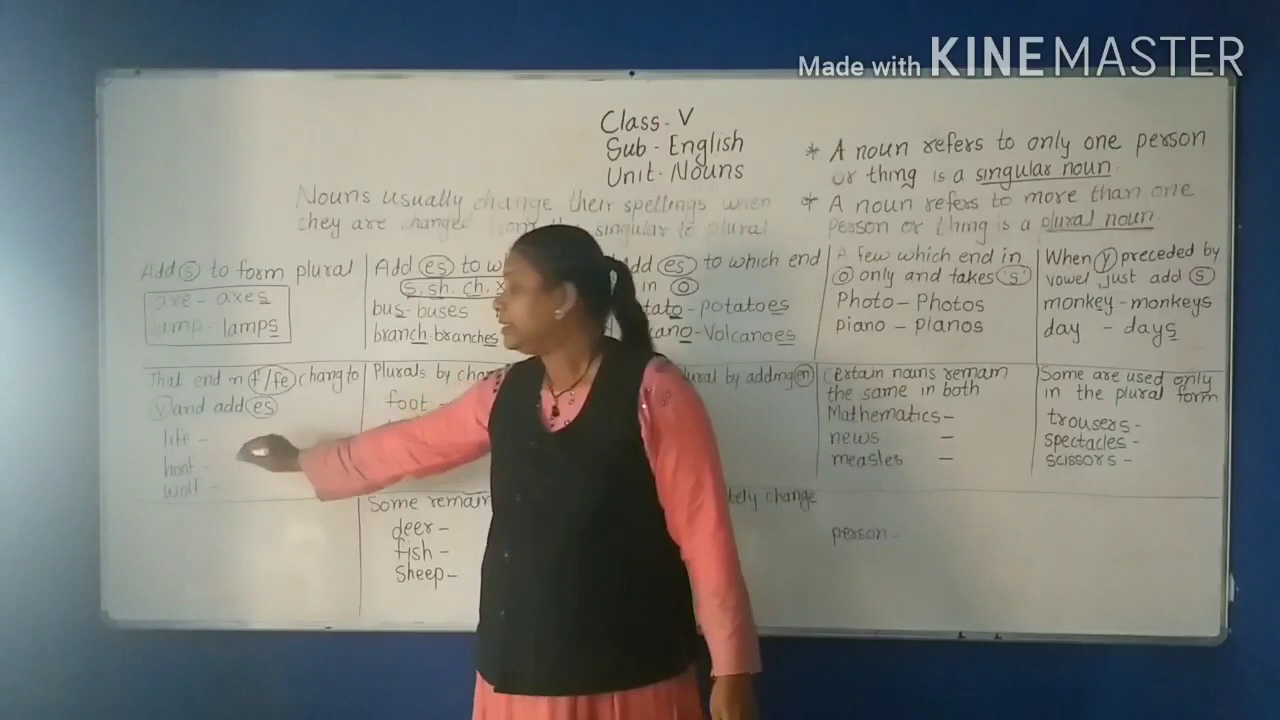 Made with KINEMASTER
Class- V
Sub - English
Unit- Nouns
* A noun refers to only one person
or thing is a singular noun.
* A noun refers to more than one
person or thing is a plural noun.
Nouns usually change their spellings when
they are changed from the singular to plural
Add s to form plural
axe - axes
lamp - lamps
Add es to
s, sh, ch, x
bus - buses
branch - branches
Add es to which end
in o
potatoes
Volcanoes
A few which end in
o only and takes 's'
Photo - Photos
piano - pianos
When y preceded by
vowel just add s
monkey - monkeys
day - days
That end in f/fe chang to
and add es
life -
hoof -
wolf -
Plurals by
foot -
plural by adding en
Certain nouns remain
the same in both
Mathematics -
news -
measles -
Some are used only
in the plural form
trousers -
spectacles -
scissors -
Some remain
deer -
fish -
Sheep -
change
person -